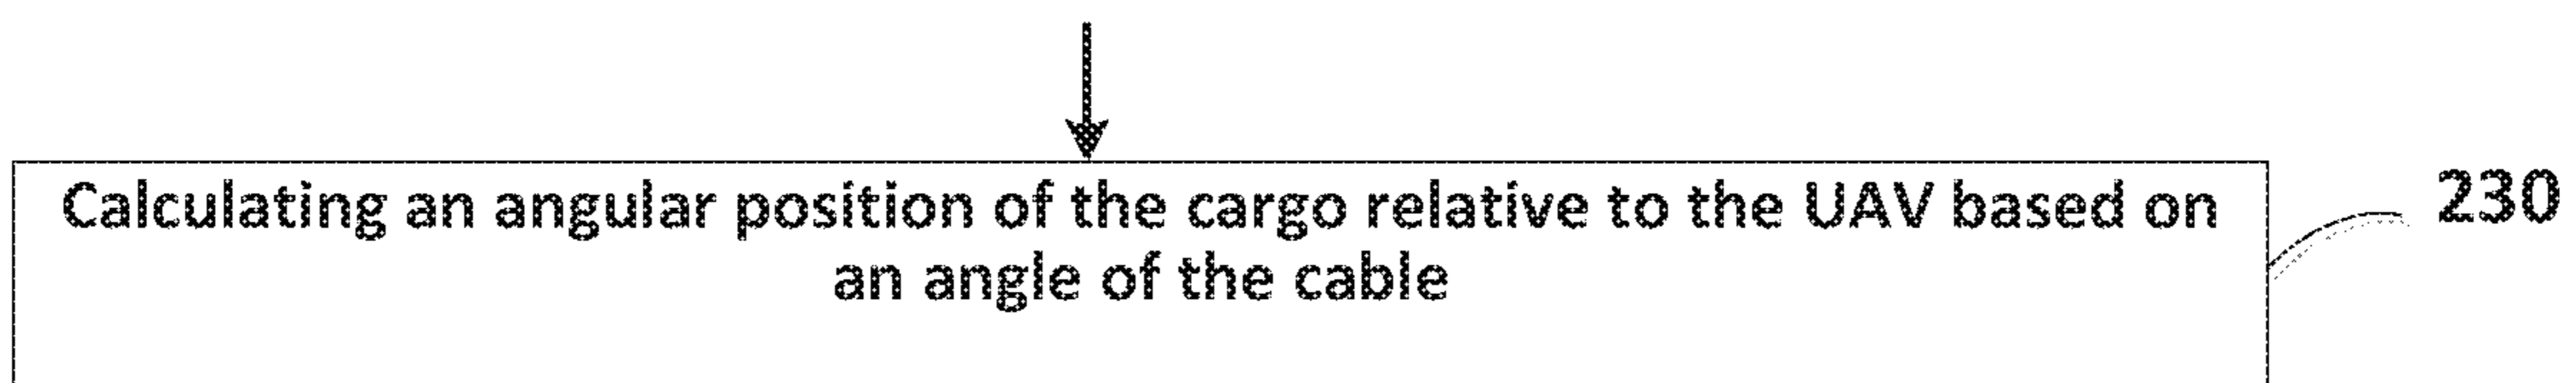 Calculating an angular position of the cargo relative to the UAV based on
an angle of the cable
230